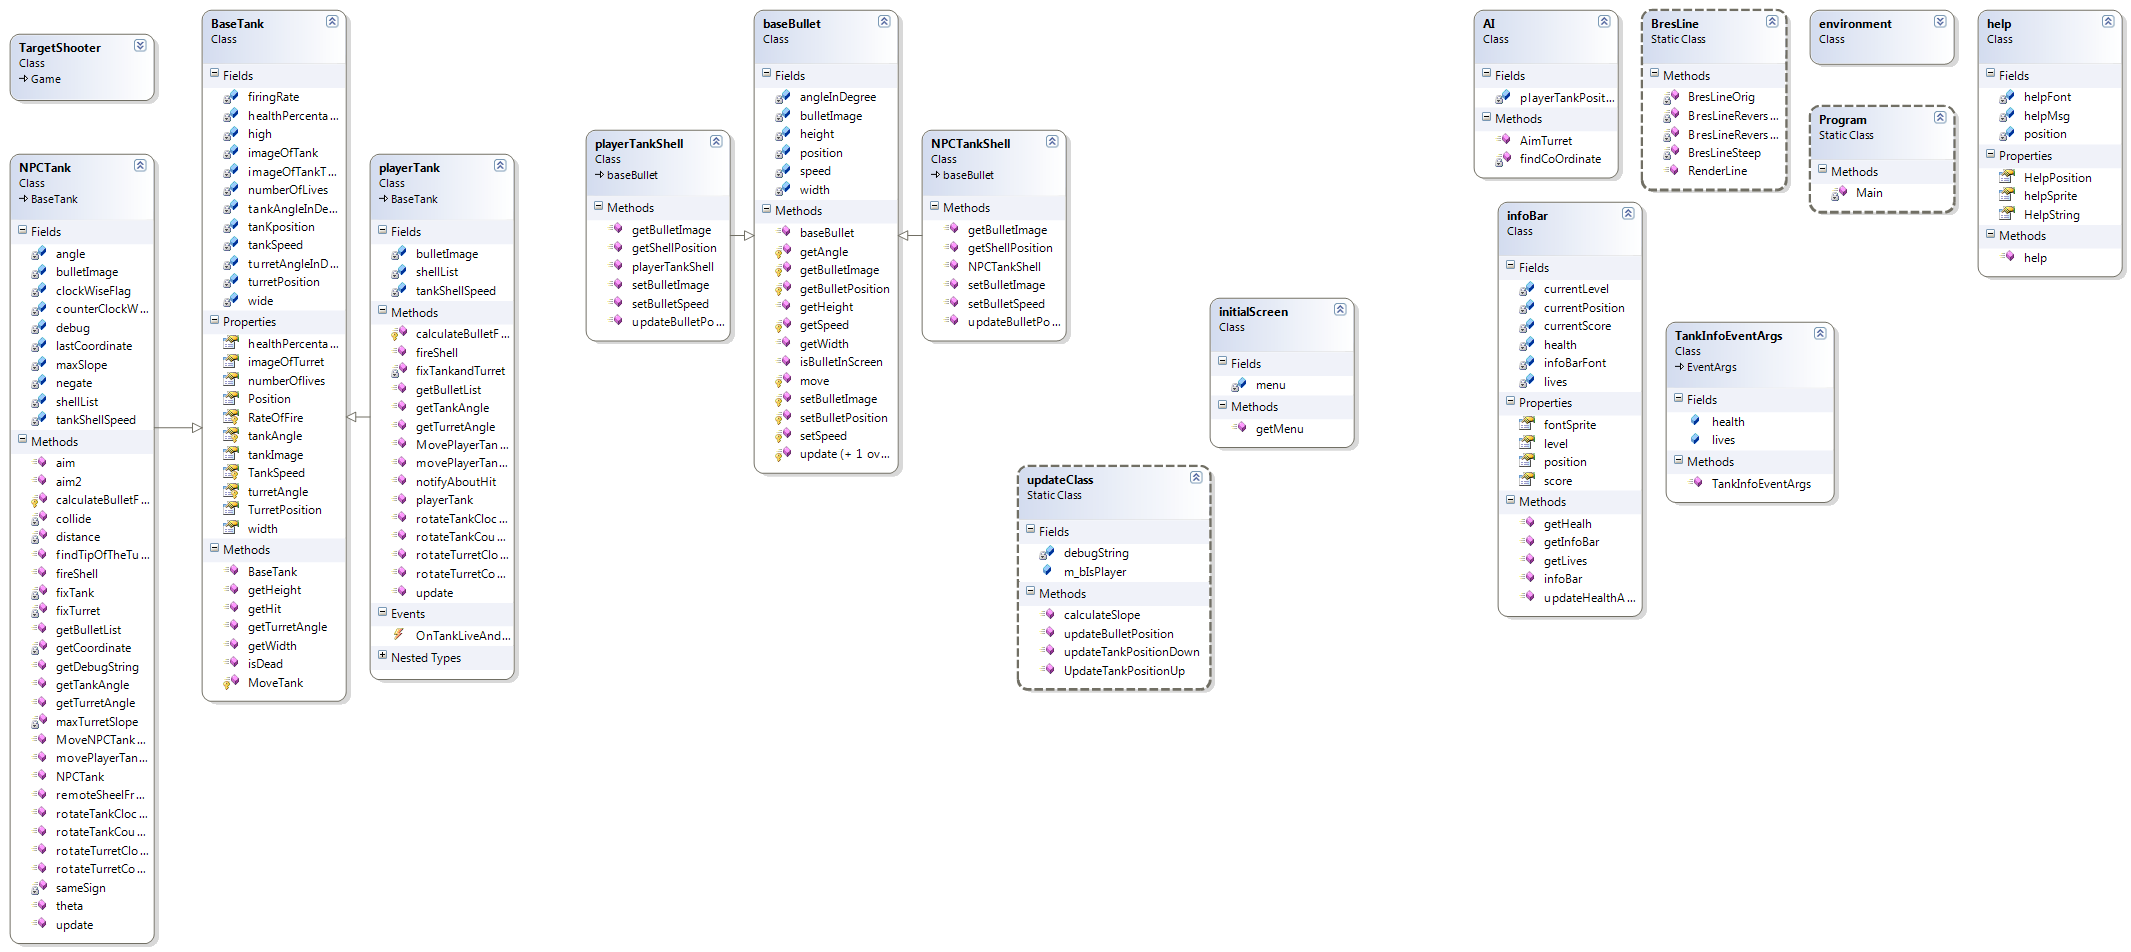 TargetShooter
Class
Game
NPCTank
Class
BaseTank
Fields
angle
bulletImage
clockWiseFlag
counterClockW...
debug
lastCoordinate
maxSlope
negate
shellList
tankShellSpeed
Methods
aim
aim2
calculateBulletF...
collide
distance
findTipOfTheTu...
fireShell
fixTank
fixTurret
getBulletList
getCoordinate
getDebugString
getTankAngle
getTurretAngle
maxTurretSlope
MoveNPCTank...
movePlayerTan...
NPCTank
remoteSheelFr...
rotateTankCloc...
rotateTankCou...
rotateTurretClo...
rotateTurretCo...
sameSign
theta
update
BaseTank
Class
Fields
firingRate
healthPercenta...
high
imageOfTank
imageOfTankT...
numberOfLives
tankAngleInDe...
tanKposition
tankSpeed
turretAngleInD...
turretPosition
wide
Properties
healthPercenta...
imageOfTurret
numberOflives
Position
RateOfFire
tankAngle
tankImage
TankSpeed
turretAngle
TurretPosition
width
Methods
BaseTank
getHeight
getHit
getTurretAngle
getWidth
isDead
MoveTank
playerTank
Class
BaseTank
Fields
bulletImage
shellList
tankShellSpeed
Methods
calculateBulletF...
fireShell
fixTankandTurret
getBulletList
getTankAngle
getTurretAngle
MovePlayerTan...
movePlayerTan...
notifyAboutHit
playerTank
rotateTankCloc...
rotateTankCou...
rotateTurretClo...
rotateTurretCo...
update
Events
OnTankLiveAnd...
Nested Types
playerTankShell
Class
baseBullet
Methods
getBulletImage
getShellPosition
playerTankShell
setBulletImage
setBulletSpeed
updateBulletPo...
baseBullet
Class
Fields
angleInDegree
bulletImage
height
position
speed
width
Methods
baseBullet
getAngle
getBulletImage
getBulletPosition
getHeight
getSpeed
getWidth
isBulletInScreen
move
setBulletImage
setBulletPosition
setSpeed
update (+ 1 ov...
NPCTankShell
Class
baseBullet
Methods
getBulletImage
getShellPosition
NPCTankShell
setBulletImage
setBulletSpeed
updateBulletPo...
updateClass
Static Class
Fields
debugString
m_bIsPlayer
Methods
calculateSlope
updateBulletPosition
updateTankPositionDown
UpdateTankPositionUp
initialScreen
Class
Fields
menu
Methods
getMenu
AI
Class
Fields
playerTankPosit...
Methods
AimTurret
findCoOrdinate
BresLine
Static Class
Methods
BresLineOrig
BresLineRevers...
BresLineRevers...
BresLineSteep
RenderLine
environment
Class
Program
Static Class
Methods
Main
help
Class
Fields
helpFont
helpMsg
position
Properties
HelpPosition
helpSprite
HelpString
Methods
help
infoBar
Class
Fields
currentLevel
currentPosition
currentScore
health
infoBarFont
lives
Properties
fontSprite
level
position
score
Methods
getHealh
getInfoBar
getLives
infoBar
updateHealthA...
TankInfoEventArgs
Class
EventArgs
Fields
health
lives
Methods
TankInfoEventArgs